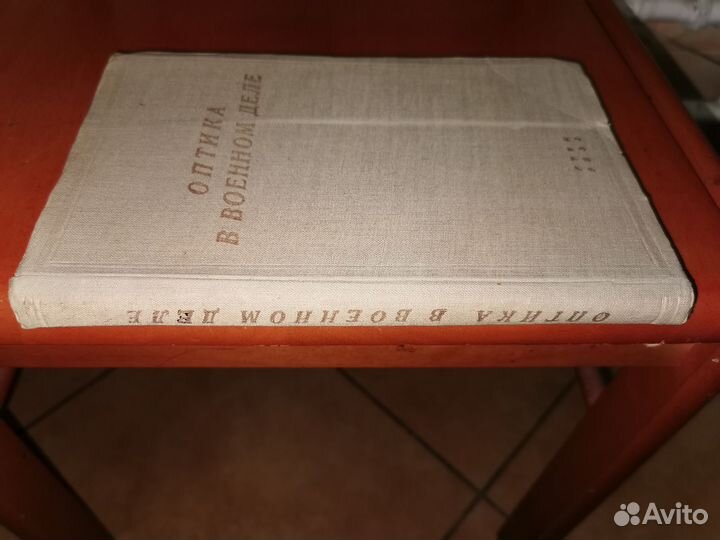 ОПТИКА
В ВОЕННОМ ДЕЛЕ
ОПТИКА В ВОЕННОМ ДЕЛЕ
Avito